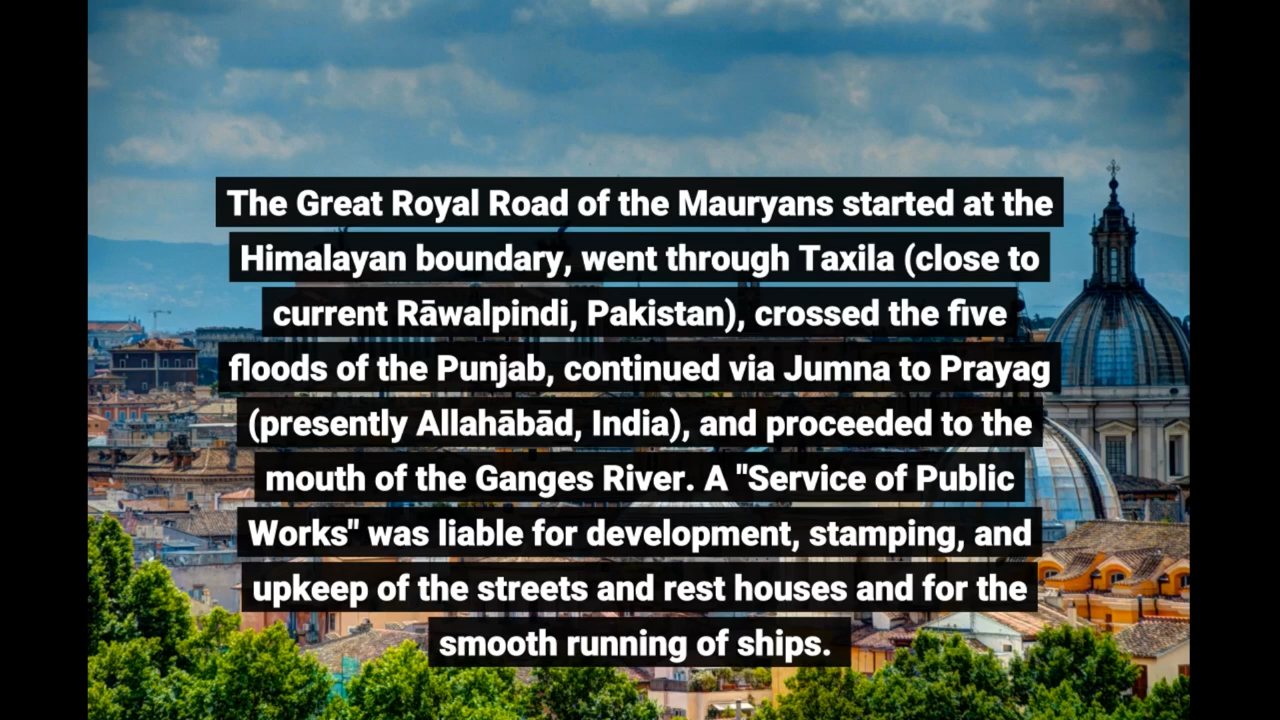 The Great Royal Road of the Mauryans started at the
Himalayan boundary, went through Taxila (close to
current Rāwalpindi, Pakistan), crossed the five
floods of the Punjab, continued via Jumna to Prayag
(presently Allahābād, India), and proceeded to the
mouth of the Ganges River. A "Service of Public
Works" was liable for development, stamping, and
upkeep of the streets and rest houses and for the
smooth running of ships.